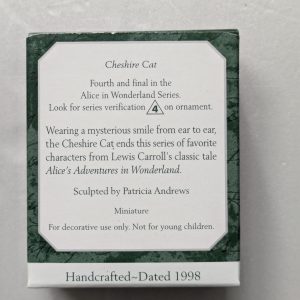 Cheshire Cat
Fourth and final in the
Alice in Wonderland Series.
Look for series verification 4 on ornament.
Wearing a mysterious smile from ear to ear,
the Cheshire Cat ends this series of favorite
characters from Lewis Carroll's classic tale
Alice's Adventures in Wonderland.
Sculpted by Patricia Andrews
Miniature
For decorative use only. Not for young children.
Handcrafted~Dated 1998